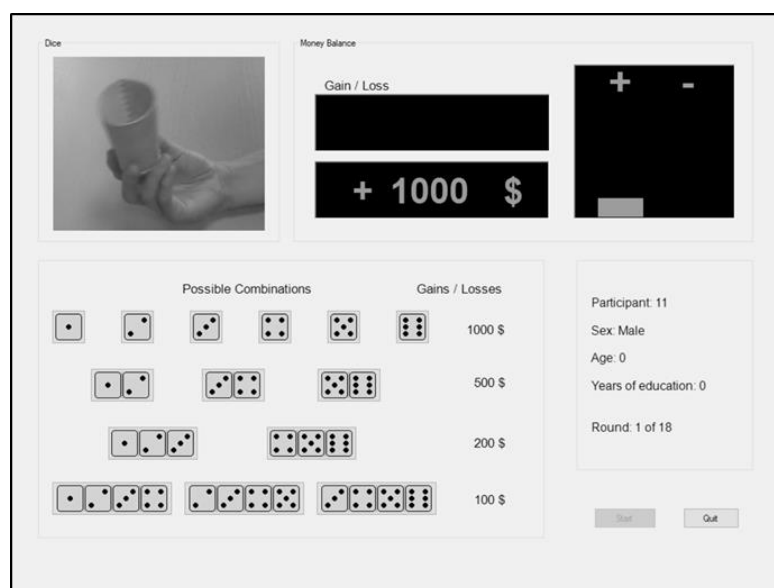 Dice
Money Balance
Gain / Loss
+ -
+ 1000 $
Possible Combinations Gains / Losses
1000 $
500 $
200 $
100 $
Participant: 11
Sex: Male
Age: 0
Years of education: 0
Round: 1 of 18
Start Quit